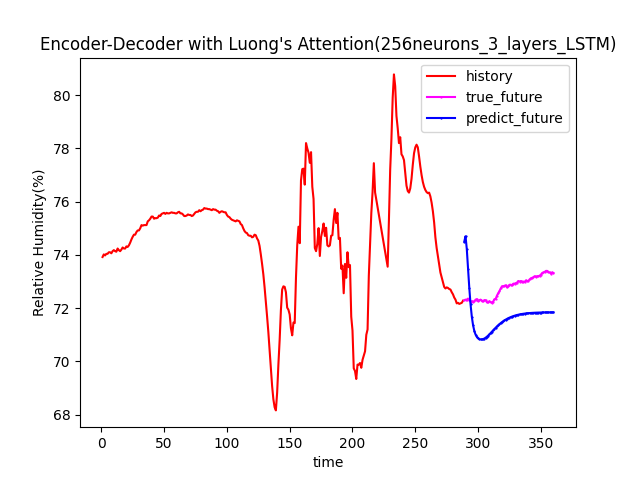 Encoder-Decoder with Luong's Attention(256neurons_3_layers_LSTM)
history
true_future
predict_future
Relative Humidity(%)
80
78
76
74
72
70
68
0 50 100 150 200 250 300 350
time